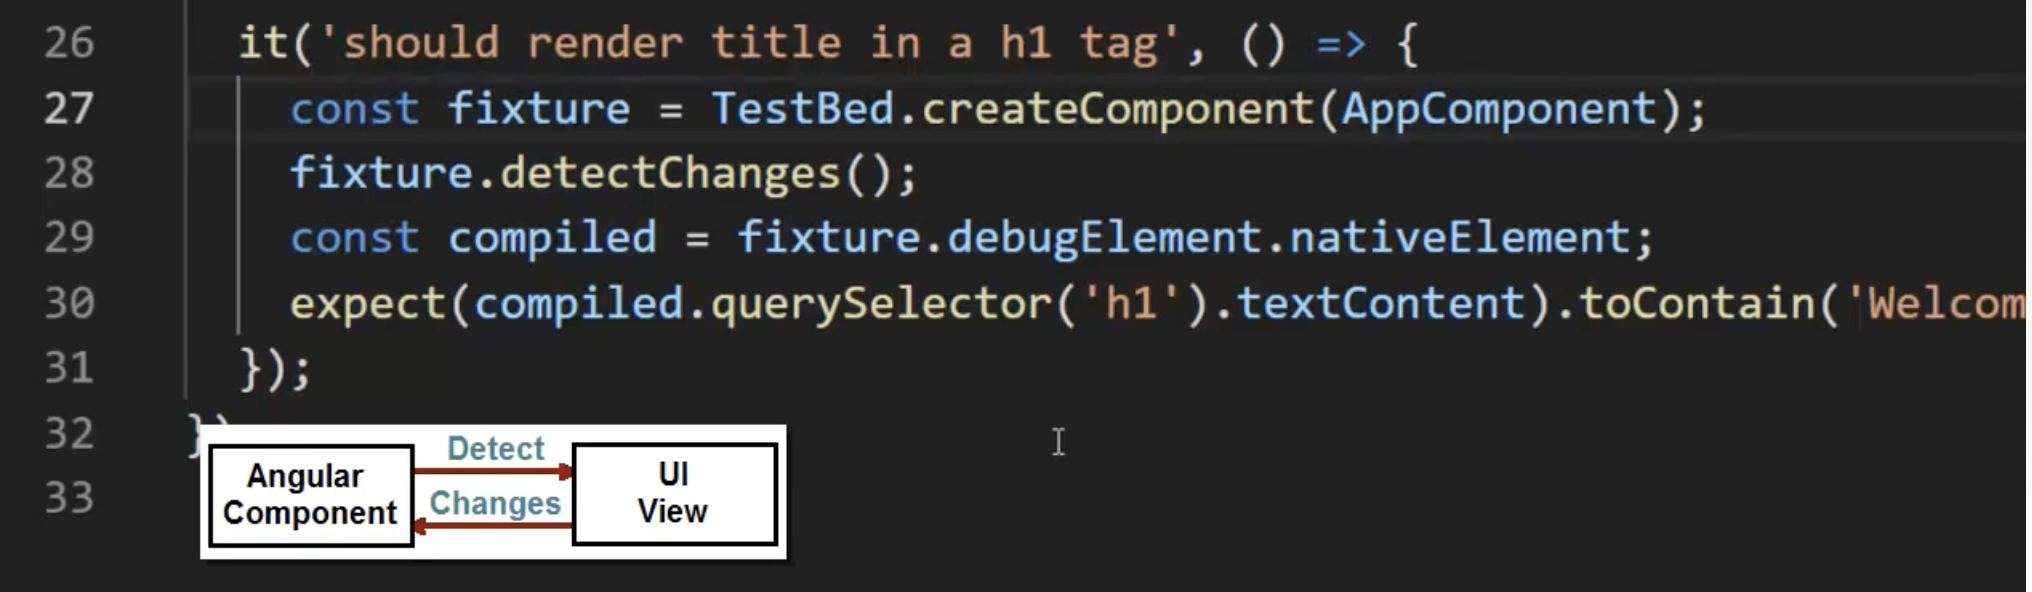 26 it('should render title in a h1 tag', () => {
27 const fixture = TestBed.createComponent(AppComponent);
28 fixture.detectChanges();
29 const compiled = fixture.debugElement.nativeElement;
30 expect(compiled.querySelector('h1').textContent).toContain('Welcom
31 });
32 })
33
Angular
Component
Detect
Changes
UI
View